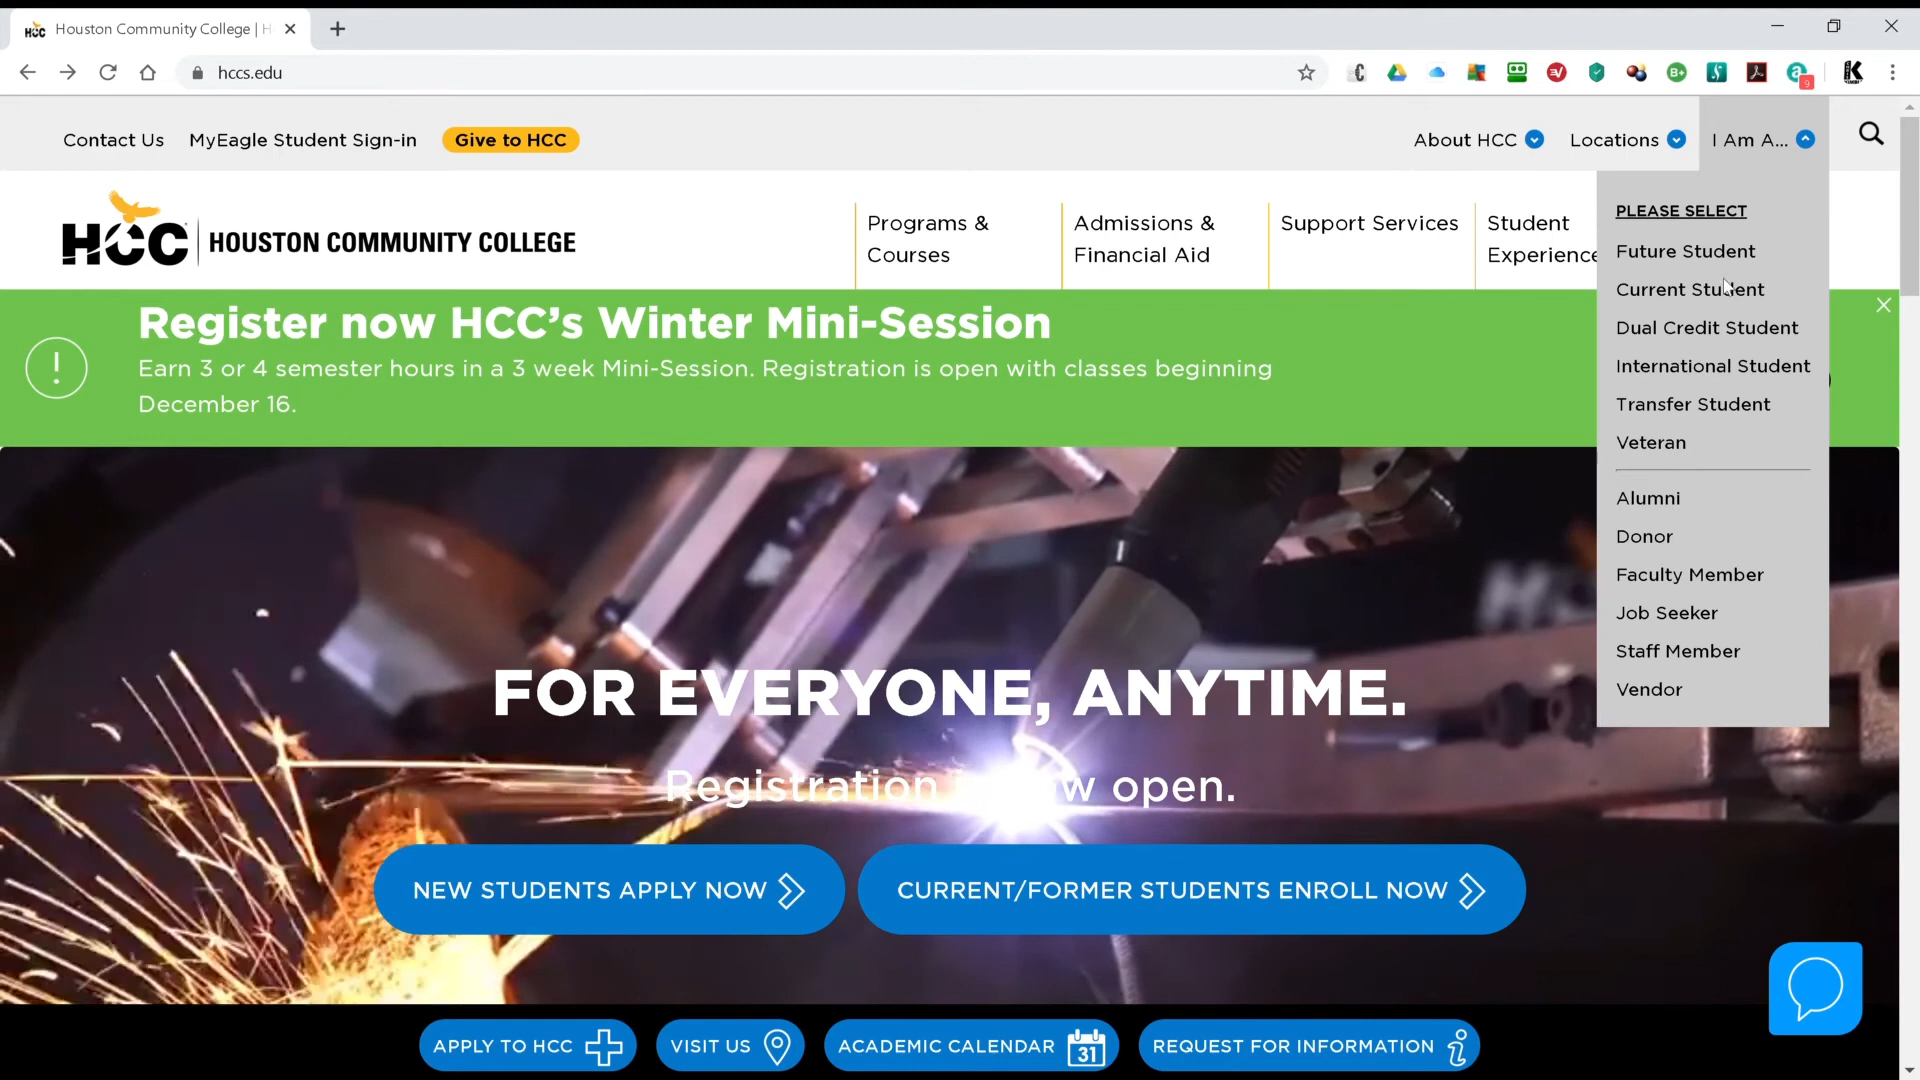 Houston Community College | H
hccs.edu
Contact Us
MyEagle Student Sign-in
Give to HCC
About HCC
Locations
I Am A...
HCC
HOUSTON COMMUNITY COLLEGE
Programs &
Courses
Admissions &
Financial Aid
Support Services
Student
Experience
PLEASE SELECT
Future Student
Current Student
Dual Credit Student
International Student
Transfer Student
Veteran
Alumni
Donor
Faculty Member
Job Seeker
Staff Member
Vendor
Register now HCC's Winter Mini-Session
Earn 3 or 4 semester hours in a 3 week Mini-Session. Registration is open with classes beginning
December 16.
FOR EVERYONE, ANYTIME.
Registration is now open.
NEW STUDENTS APPLY NOW
CURRENT/FORMER STUDENTS ENROLL NOW
APPLY TO HCC
VISIT US
ACADEMIC CALENDAR
31
REQUEST FOR INFORMATION